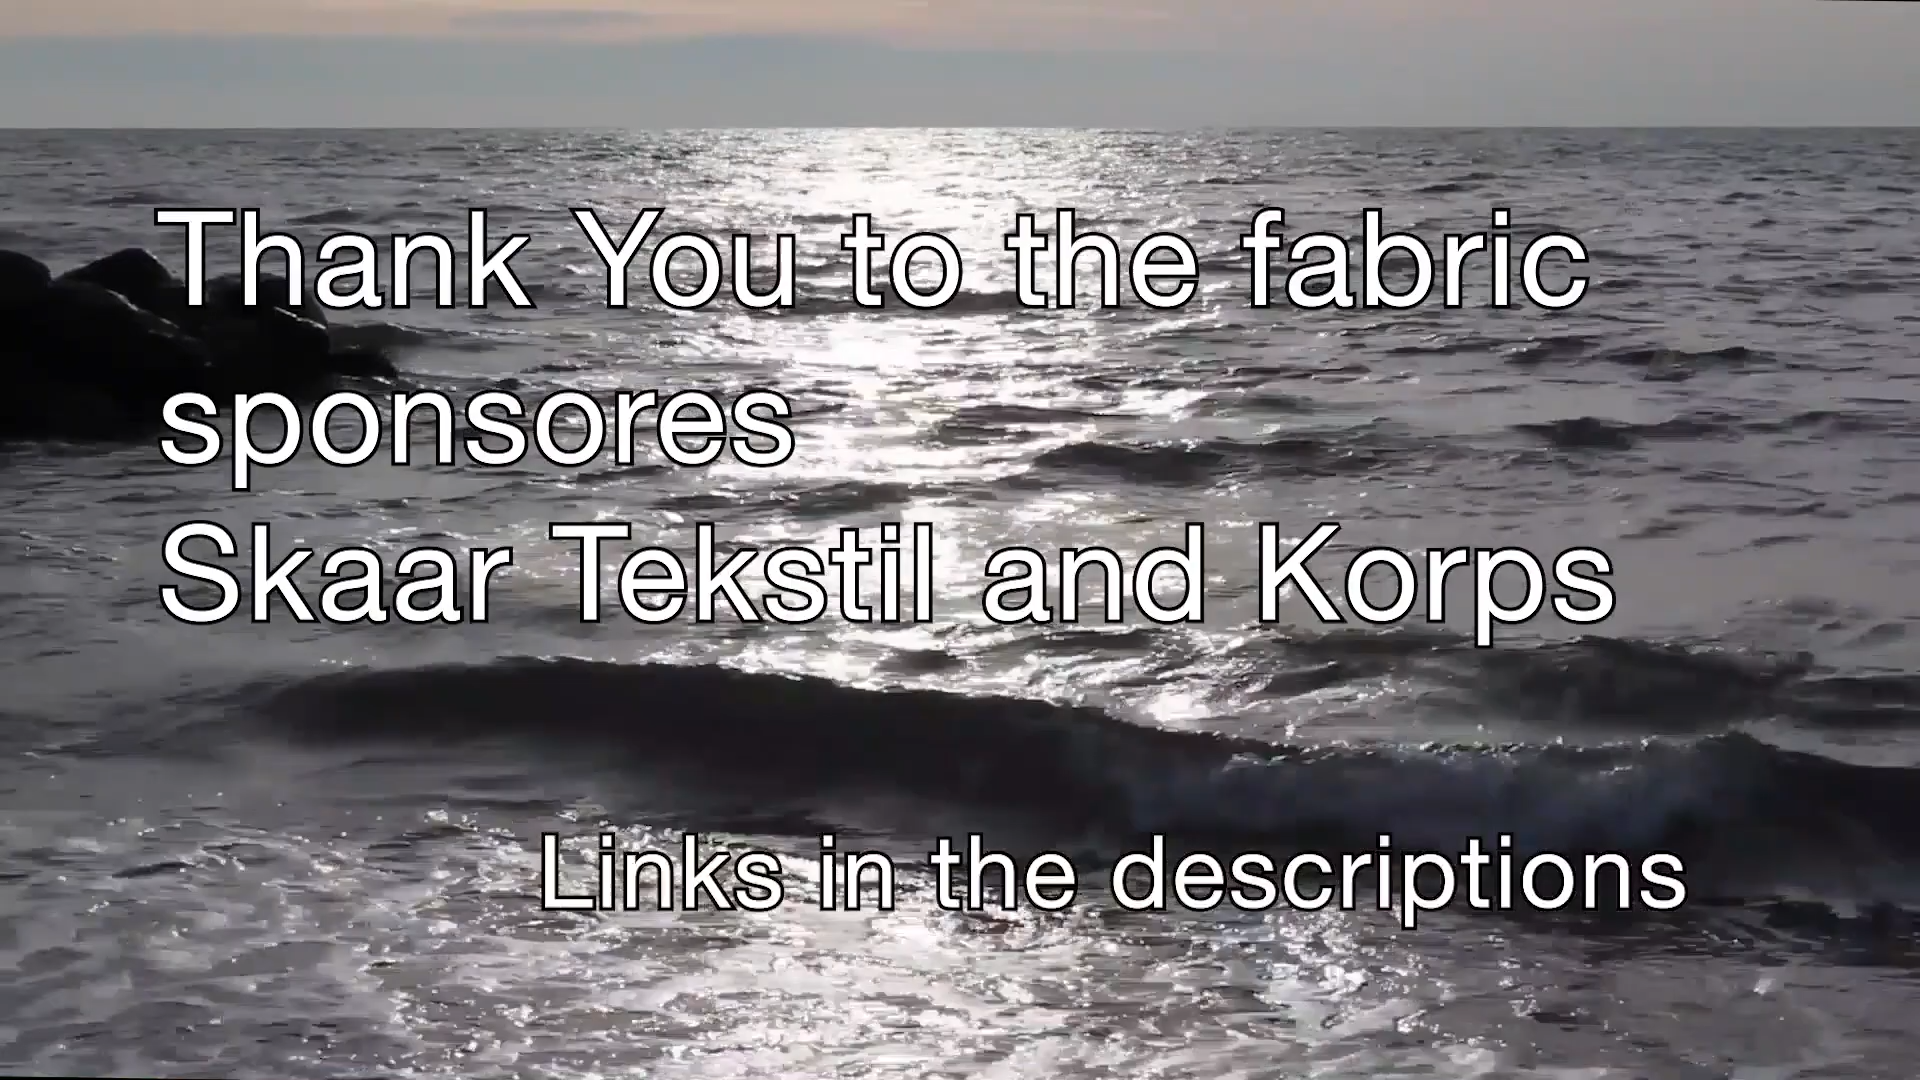 Thank You to the fabric
sponsores
Skaar Tekstil and Korps
Links in the descriptions